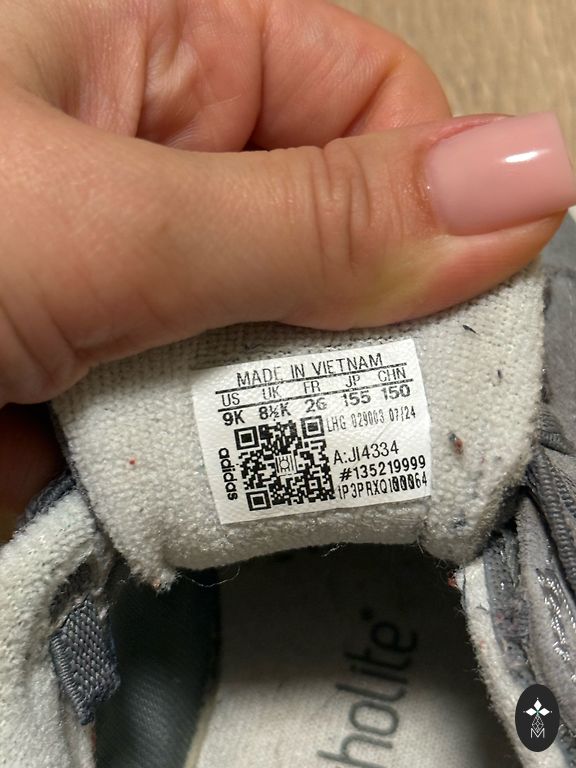 MADE IN VIETNAM
US UK FR JP CHN
9K 8½K 26 155 150
LHG 029003 07/24
A:JI4334
#135219999
adidas
holite
M